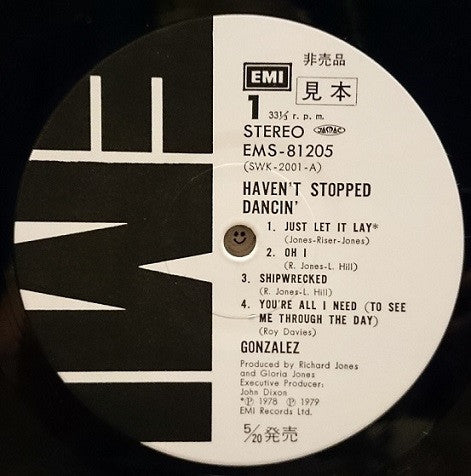 EMI
非売品
EMI
見本
1 33⅓ r. p. m.
STEREO JASRAC
EMS-81205
(SWK-2001-A)
HAVEN'T STOPPED
DANCIN'
1. JUST LET IT LAY*
(Jones-Riser-Jones)
2. OH I
(R. Jones-L. Hill)
3. SHIPWRECKED
(R. Jones-L. Hill)
4. YOU'RE ALL I NEED (TO SEE
ME THROUGH THE DAY)
(Roy Davies)
GONZALEZ
Produced by Richard Jones
and Gloria Jones
Executive Producer:
John Dixon
*℗ 1978 ℗ 1979
EMI Records Ltd.
5/20 発売